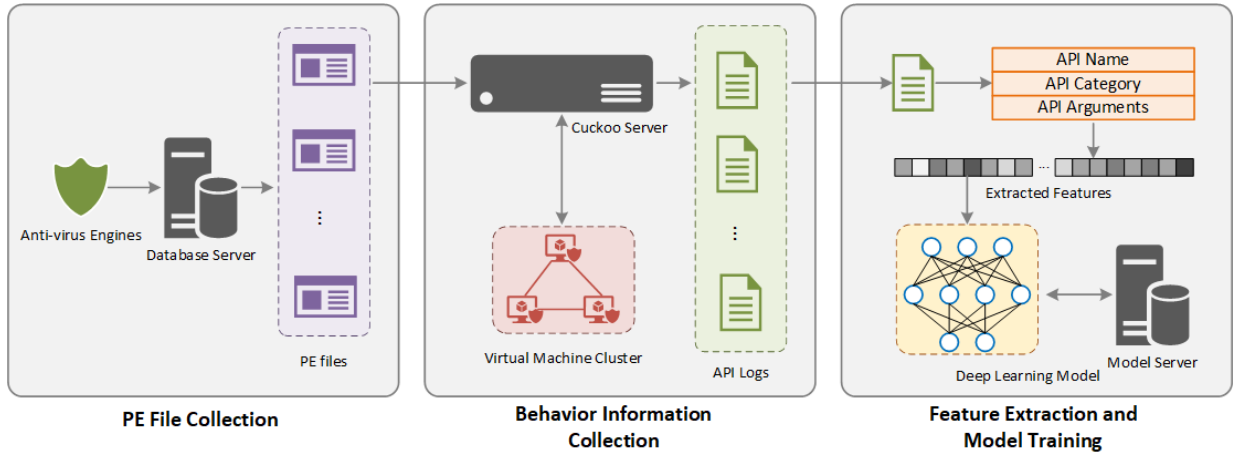 Anti-virus Engines
Database Server
...
PE files
PE File Collection
Cuckoo Server
Virtual Machine Cluster
...
API Logs
Behavior Information
Collection
API Name
API Category
API Arguments
...
Extracted Features
Deep Learning Model
Model Server
Feature Extraction and
Model Training